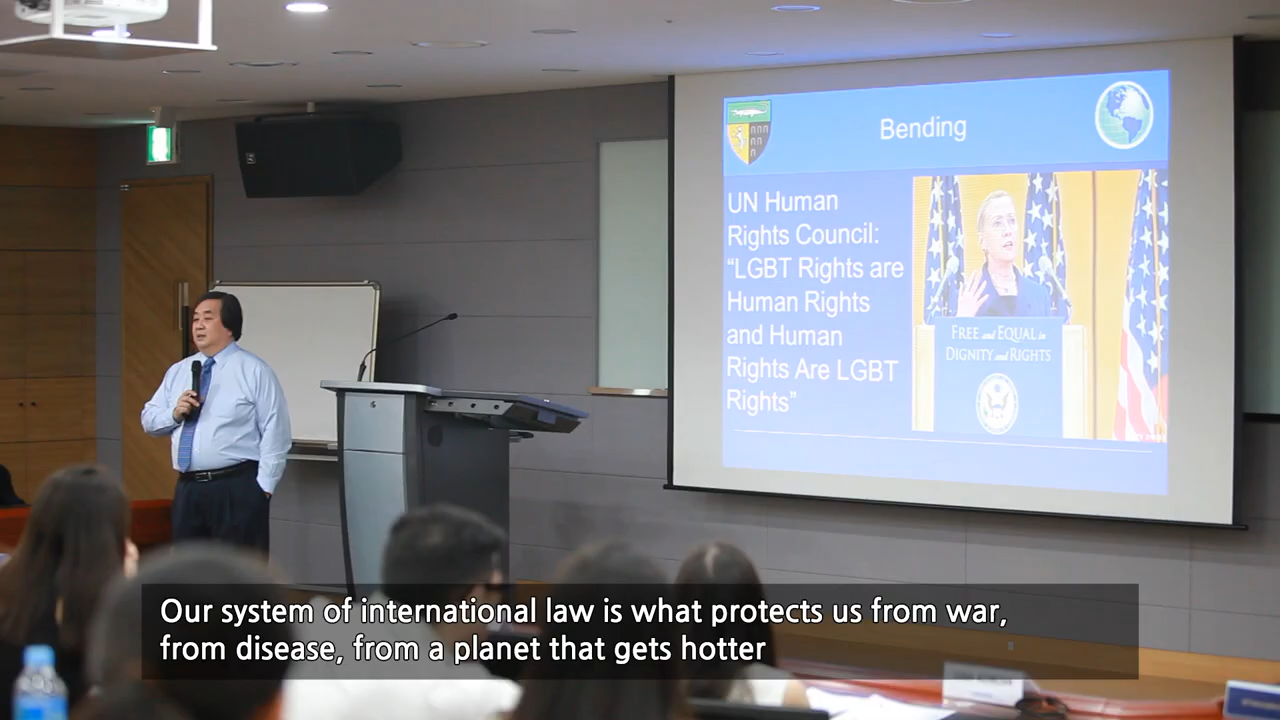 Bending
UN Human
Rights Council:
“LGBT Rights are
Human Rights
and Human
Rights Are LGBT
Rights”
FREE and EQUAL in
DIGNITY and RIGHTS
Our system of international law is what protects us from war,
from disease, from a planet that gets hotter